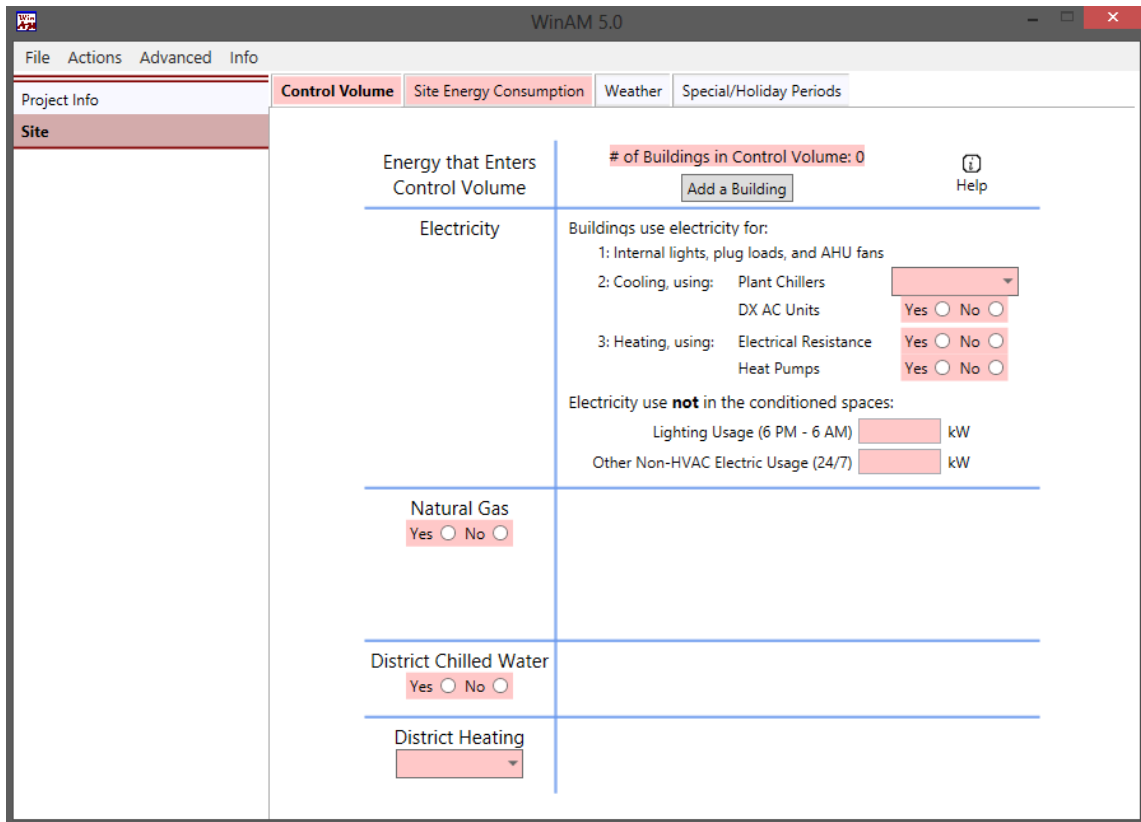 Win AM
WinAM 5.0
File Actions Advanced Info
Project Info
Site
Control Volume Site Energy Consumption Weather Special/Holiday Periods
Energy that Enters
Control Volume
# of Buildings in Control Volume: 0
Add a Building
Help
Electricity
Buildings use electricity for:
1: Internal lights, plug loads, and AHU fans
2: Cooling, using: Plant Chillers
DX AC Units Yes No
3: Heating, using: Electrical Resistance Yes No
Heat Pumps Yes No
Electricity use not in the conditioned spaces:
Lighting Usage (6 PM - 6 AM) kW
Other Non-HVAC Electric Usage (24/7) kW
Natural Gas
Yes No
District Chilled Water
Yes No
District Heating